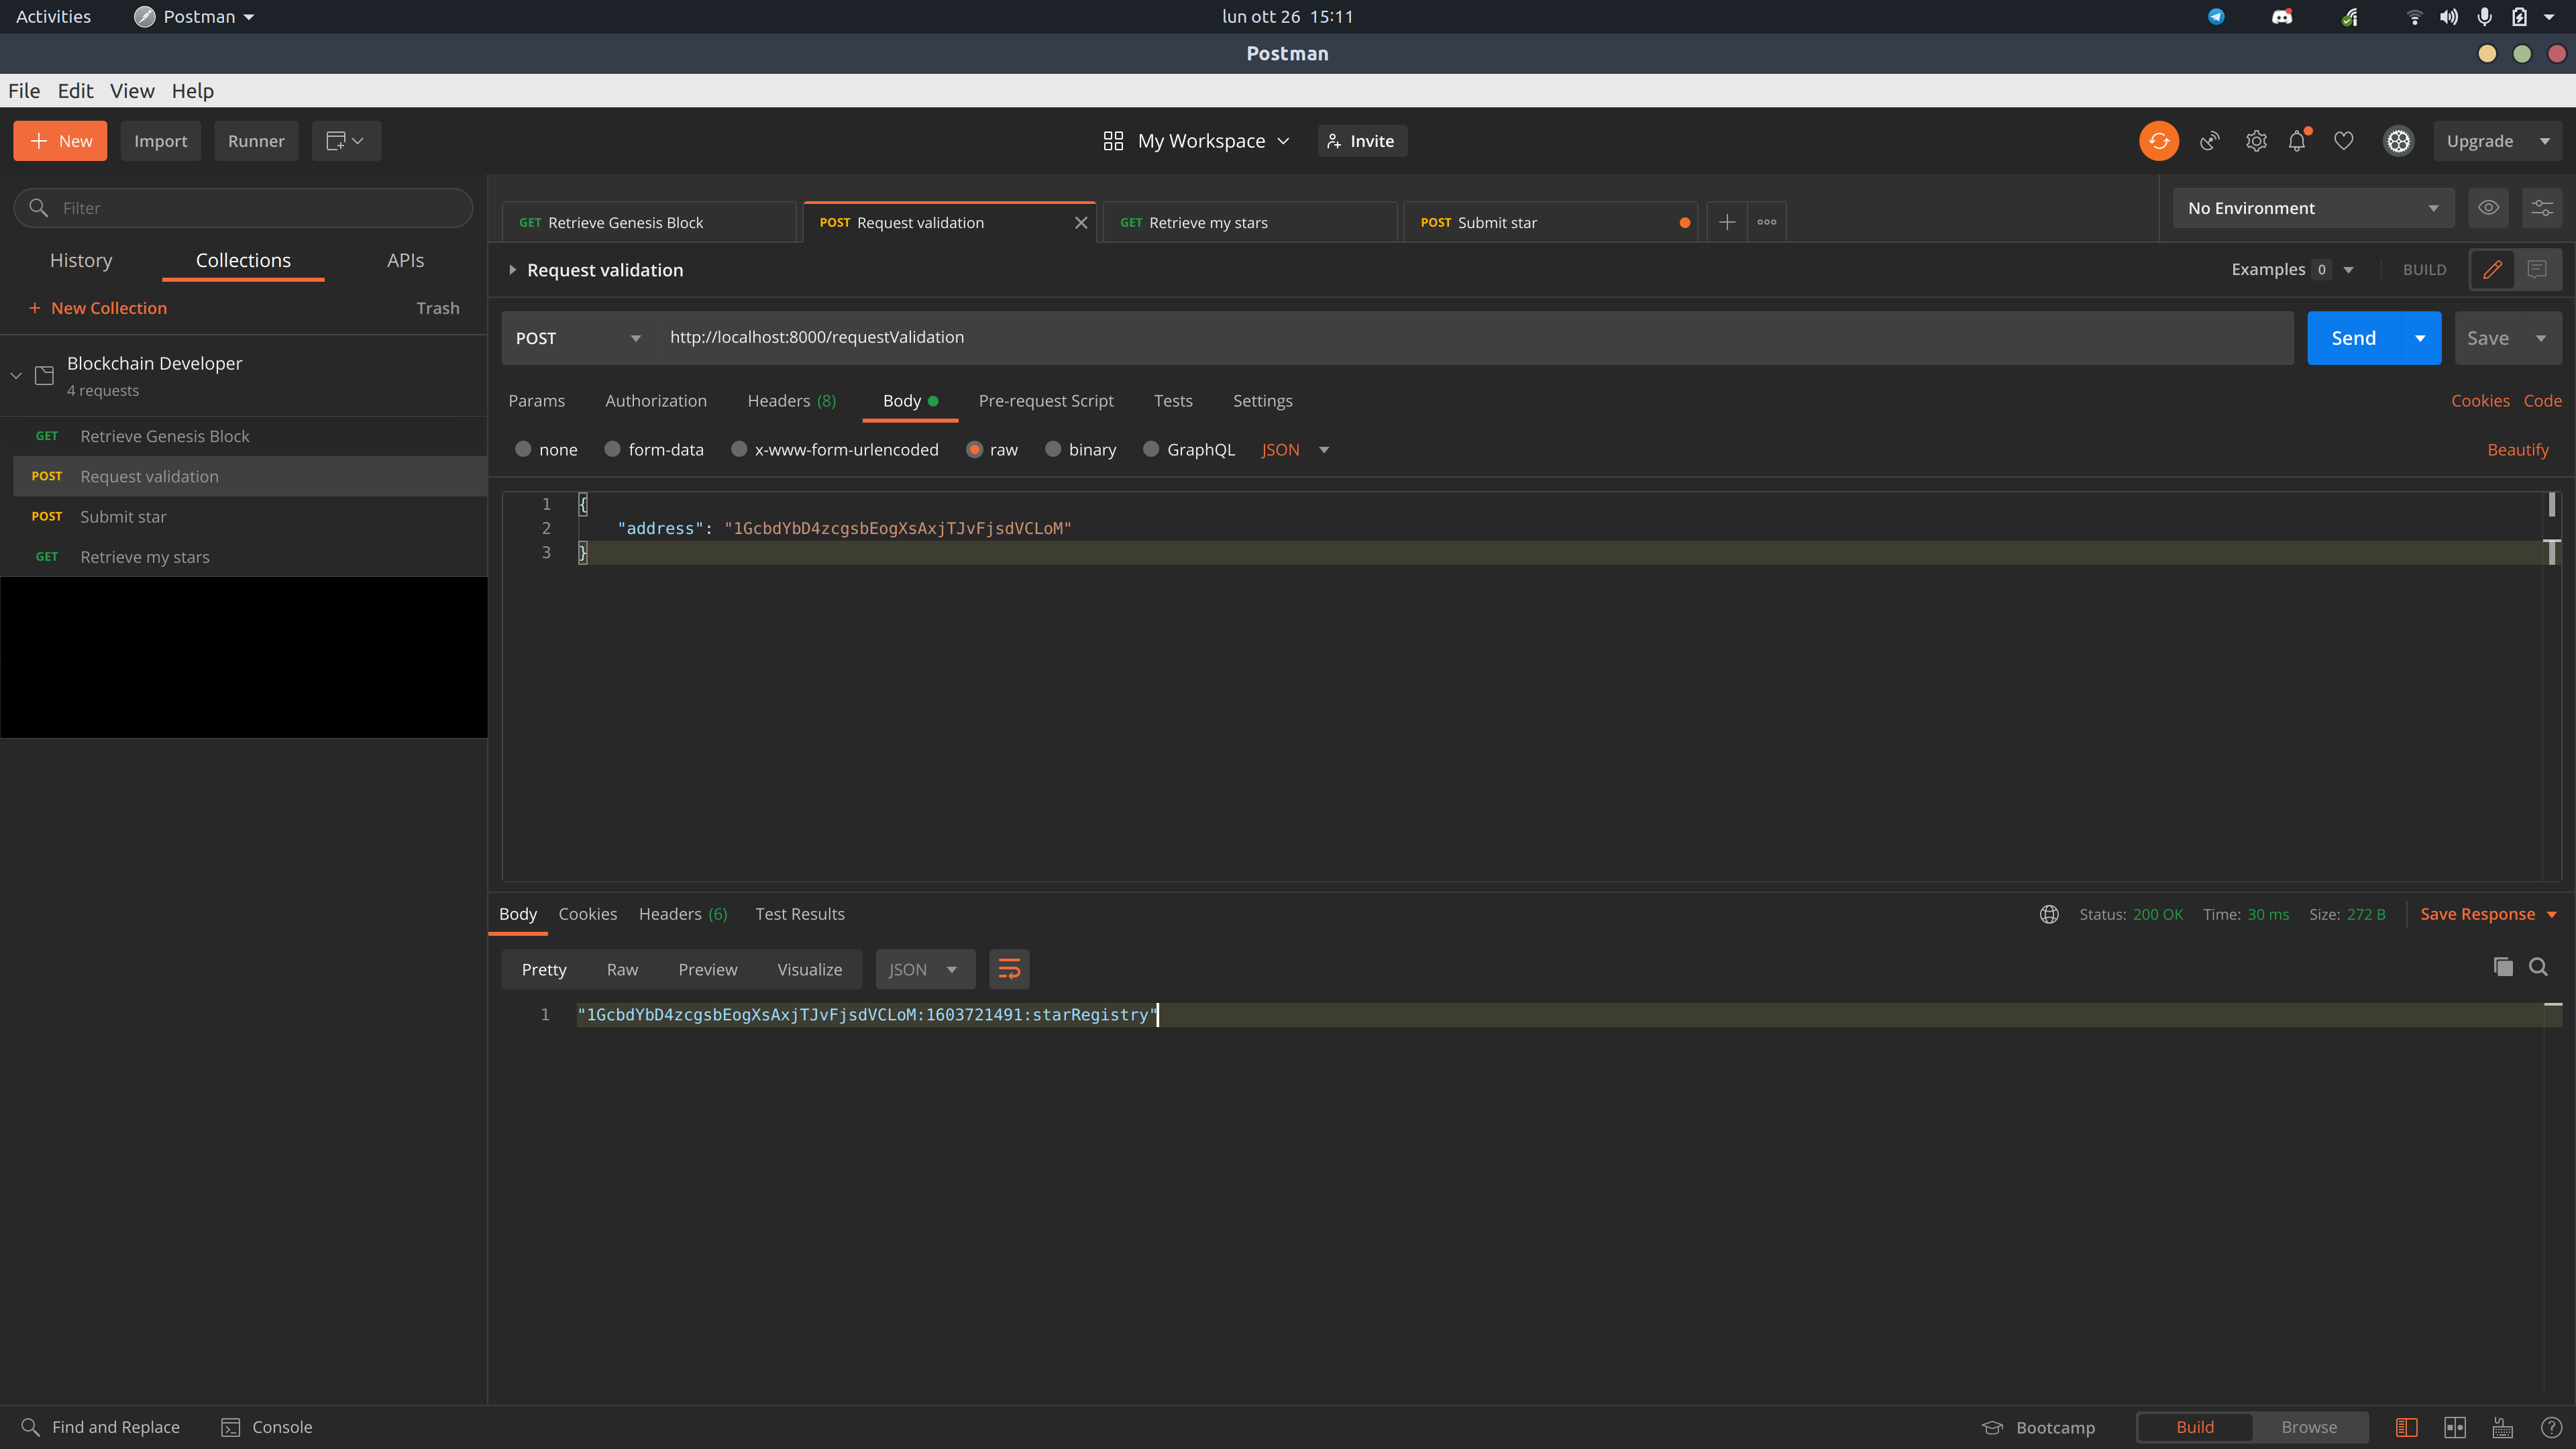 Activities Postman lun ott 26 15:11
Postman
File Edit View Help
New Import Runner My Workspace Invite Upgrade
Filter
History Collections APIs
+ New Collection Trash
Blockchain Developer
4 requests
GET Retrieve Genesis Block
POST Request validation
POST Submit star
GET Retrieve my stars
GET Retrieve Genesis Block POST Request validation GET Retrieve my stars POST Submit star No Environment
Request validation Examples 0 BUILD
POST http://localhost:8000/requestValidation Send Save
Params Authorization Headers (8) Body Pre-request Script Tests Settings Cookies Code
none form-data x-www-form-urlencoded raw binary GraphQL JSON Beautify
1 {
2 "address": "1GcbdYbD4zcgsbEogXsAxjTJvFjsdVCLoM"
3 }
Body Cookies Headers (6) Test Results Status: 200 OK Time: 30 ms Size: 272 B Save Response
Pretty Raw Preview Visualize JSON
1 "1GcbdYbD4zcgsbEogXsAxjTJvFjsdVCLoM:1603721491:starRegistry"
Find and Replace Console Bootcamp Build Browse